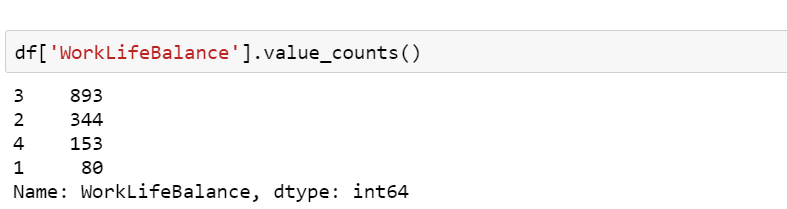 df['WorkLifeBalance'].value_counts()
3    893
2    344
4    153
1     80
Name: WorkLifeBalance, dtype: int64